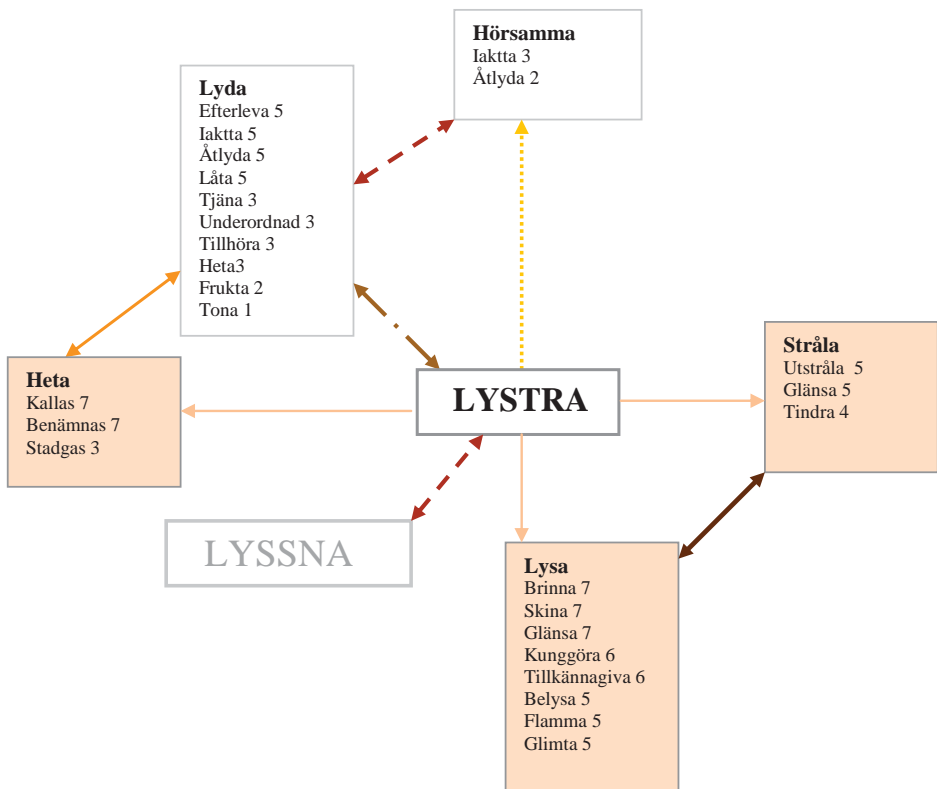 Hörsamma
Iaktta 3
Åtlyda 2
Lyda
Efterleva 5
Iaktta 5
Åtlyda 5
Låta 5
Tjäna 3
Underordnad 3
Tillhöra 3
Heta3
Frukta 2
Tona 1
Stråla
Utstråla 5
Glänsa 5
Tindra 4
Heta
Kallas 7
Benämnas 7
Stadgas 3
LYSTRA
LYSSNA
Lysa
Brinna 7
Skina 7
Glänsa 7
Kunggöra 6
Tillkännagiva 6
Belysa 5
Flamma 5
Glimta 5